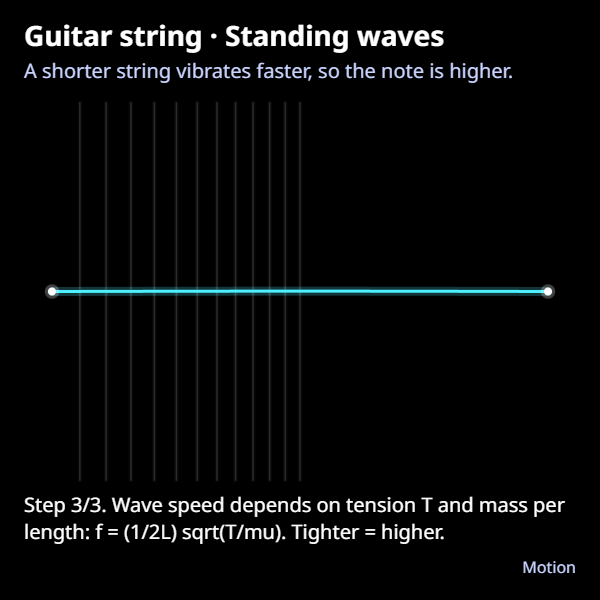 Guitar string · Standing waves
A shorter string vibrates faster, so the note is higher.
Step 3/3. Wave speed depends on tension T and mass per
length: f = (1/2L) sqrt(T/mu). Tighter = higher.
Motion